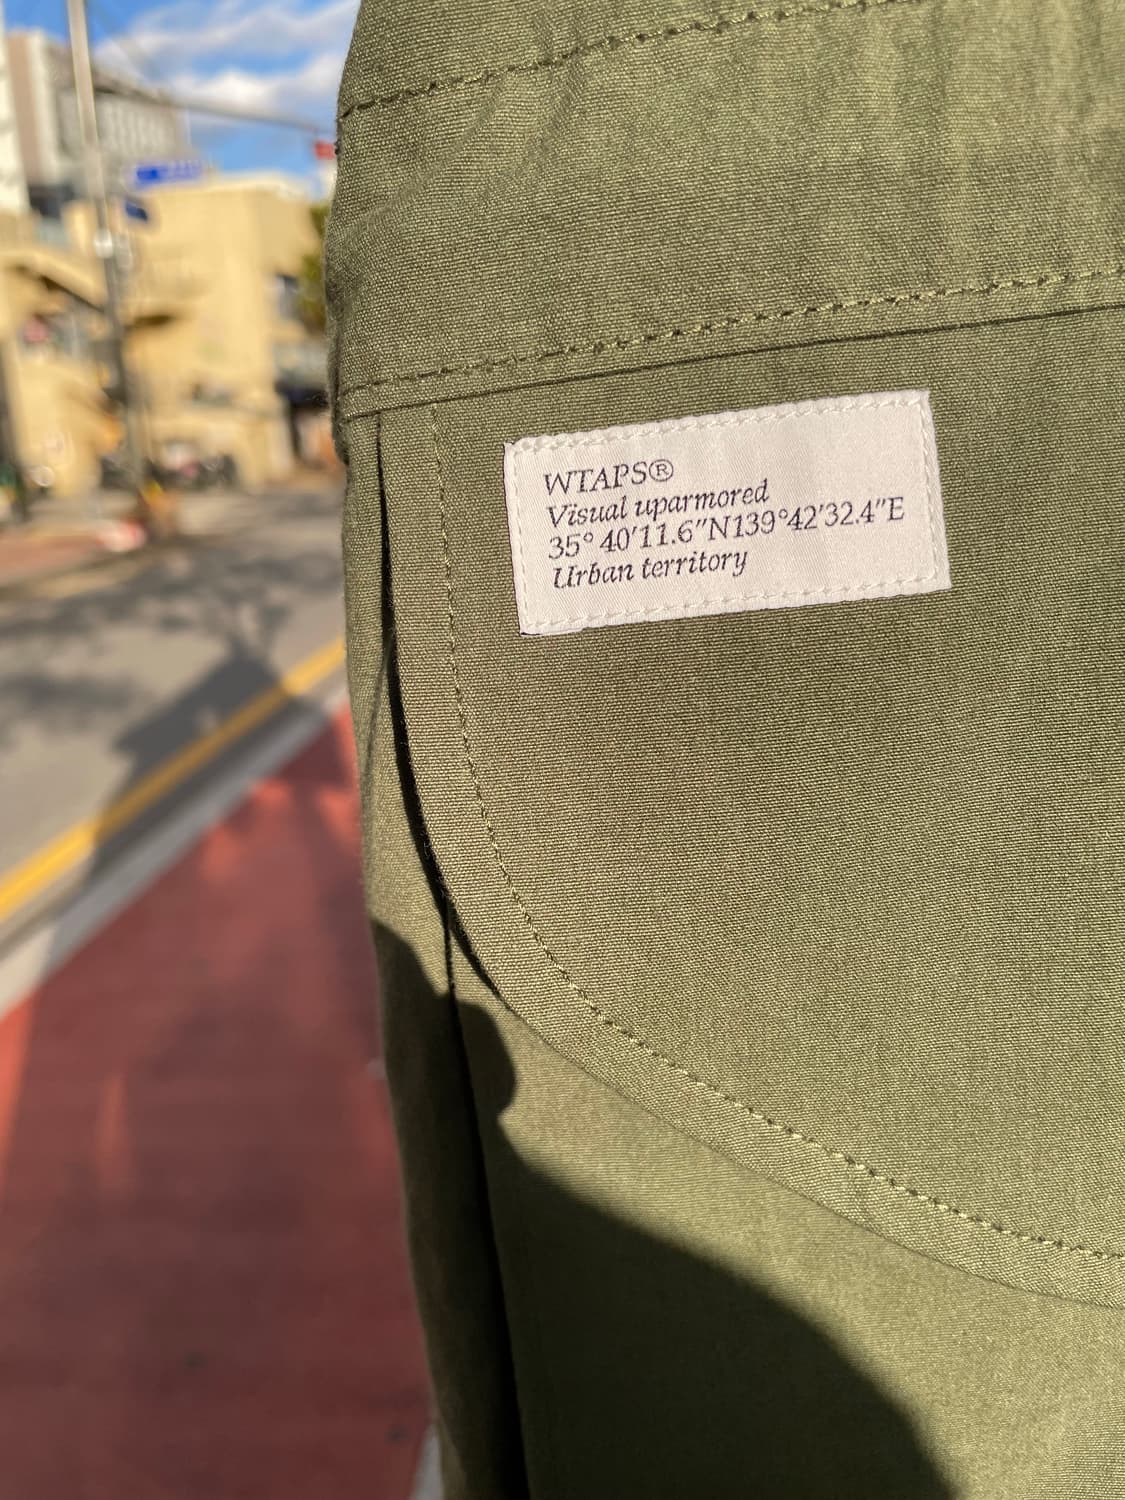 WTAPS®
Visual uparmored
35° 40'11.6"N139°42'32.4"E
Urban territory